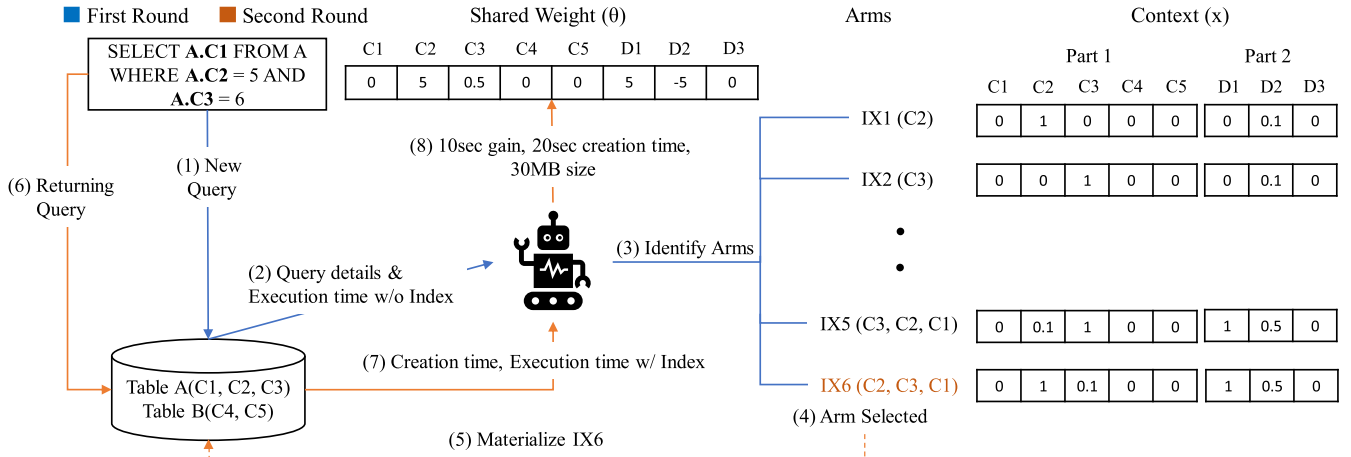 First Round
Second Round
Shared Weight (θ)
Arms
Context (x)
SELECT A.C1 FROM A
WHERE A.C2 = 5 AND
A.C3 = 6
C1 C2 C3 C4 C5 D1 D2 D3
0 5 0.5 0 0 5 -5 0
Part 1
Part 2
C1 C2 C3 C4 C5 D1 D2 D3
IX1 (C2)
0 1 0 0 0 0 0.1 0
(8) 10sec gain, 20sec creation time,
30MB size
(1) New
Query
(6) Returning
Query
IX2 (C3)
0 0 1 0 0 0 0.1 0
(3) Identify Arms
(2) Query details &
Execution time w/o Index
IX5 (C3, C2, C1)
0 0.1 1 0 0 1 0.5 0
(7) Creation time, Execution time w/ Index
Table A(C1, C2, C3)
Table B(C4, C5)
IX6 (C2, C3, C1)
0 1 0.1 0 0 1 0.5 0
(4) Arm Selected
(5) Materialize IX6